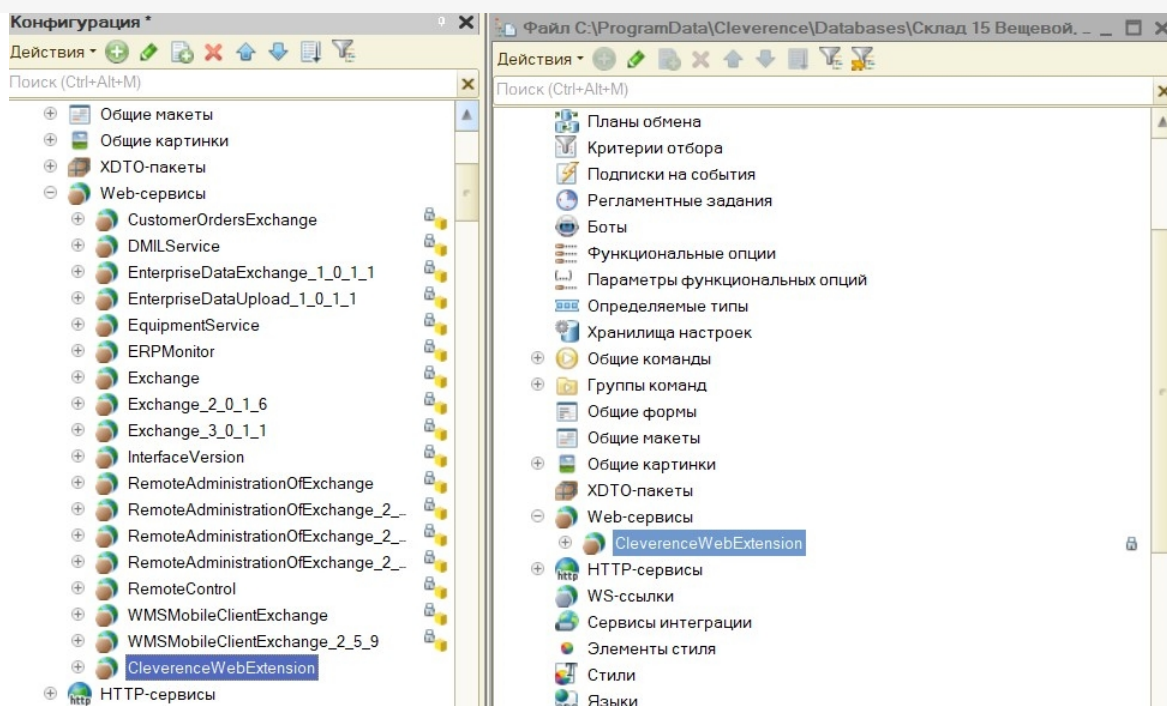 Конфигурация *
Действия
Поиск (Ctrl+Alt+M)
Общие макеты
Общие картинки
XDTO-пакеты
Web-сервисы
CustomerOrdersExchange
DMILService
EnterpriseDataExchange_1_0_1_1
EnterpriseDataUpload_1_0_1_1
EquipmentService
ERPMonitor
Exchange
Exchange_2_0_1_6
Exchange_3_0_1_1
InterfaceVersion
RemoteAdministrationOfExchange
RemoteAdministrationOfExchange_2_...
RemoteAdministrationOfExchange_2_...
RemoteAdministrationOfExchange_2_...
RemoteControl
WMSMobileClientExchange
WMSMobileClientExchange_2_5_9
CleverenceWebExtension
http
HTTP-сервисы
Файл C:\ProgramData\Cleverence\Databases\Склад 15 Вещевой, ...
Действия
Поиск (Ctrl+Alt+M)
Планы обмена
Критерии отбора
Подписки на события
Регламентные задания
Боты
Функциональные опции
Параметры функциональных опций
Определяемые типы
Хранилища настроек
Общие команды
Группы команд
Общие формы
Общие макеты
Общие картинки
XDTO-пакеты
Web-сервисы
CleverenceWebExtension
http
HTTP-сервисы
WS-ссылки
Сервисы интеграции
Элементы стиля
Стили
Языки